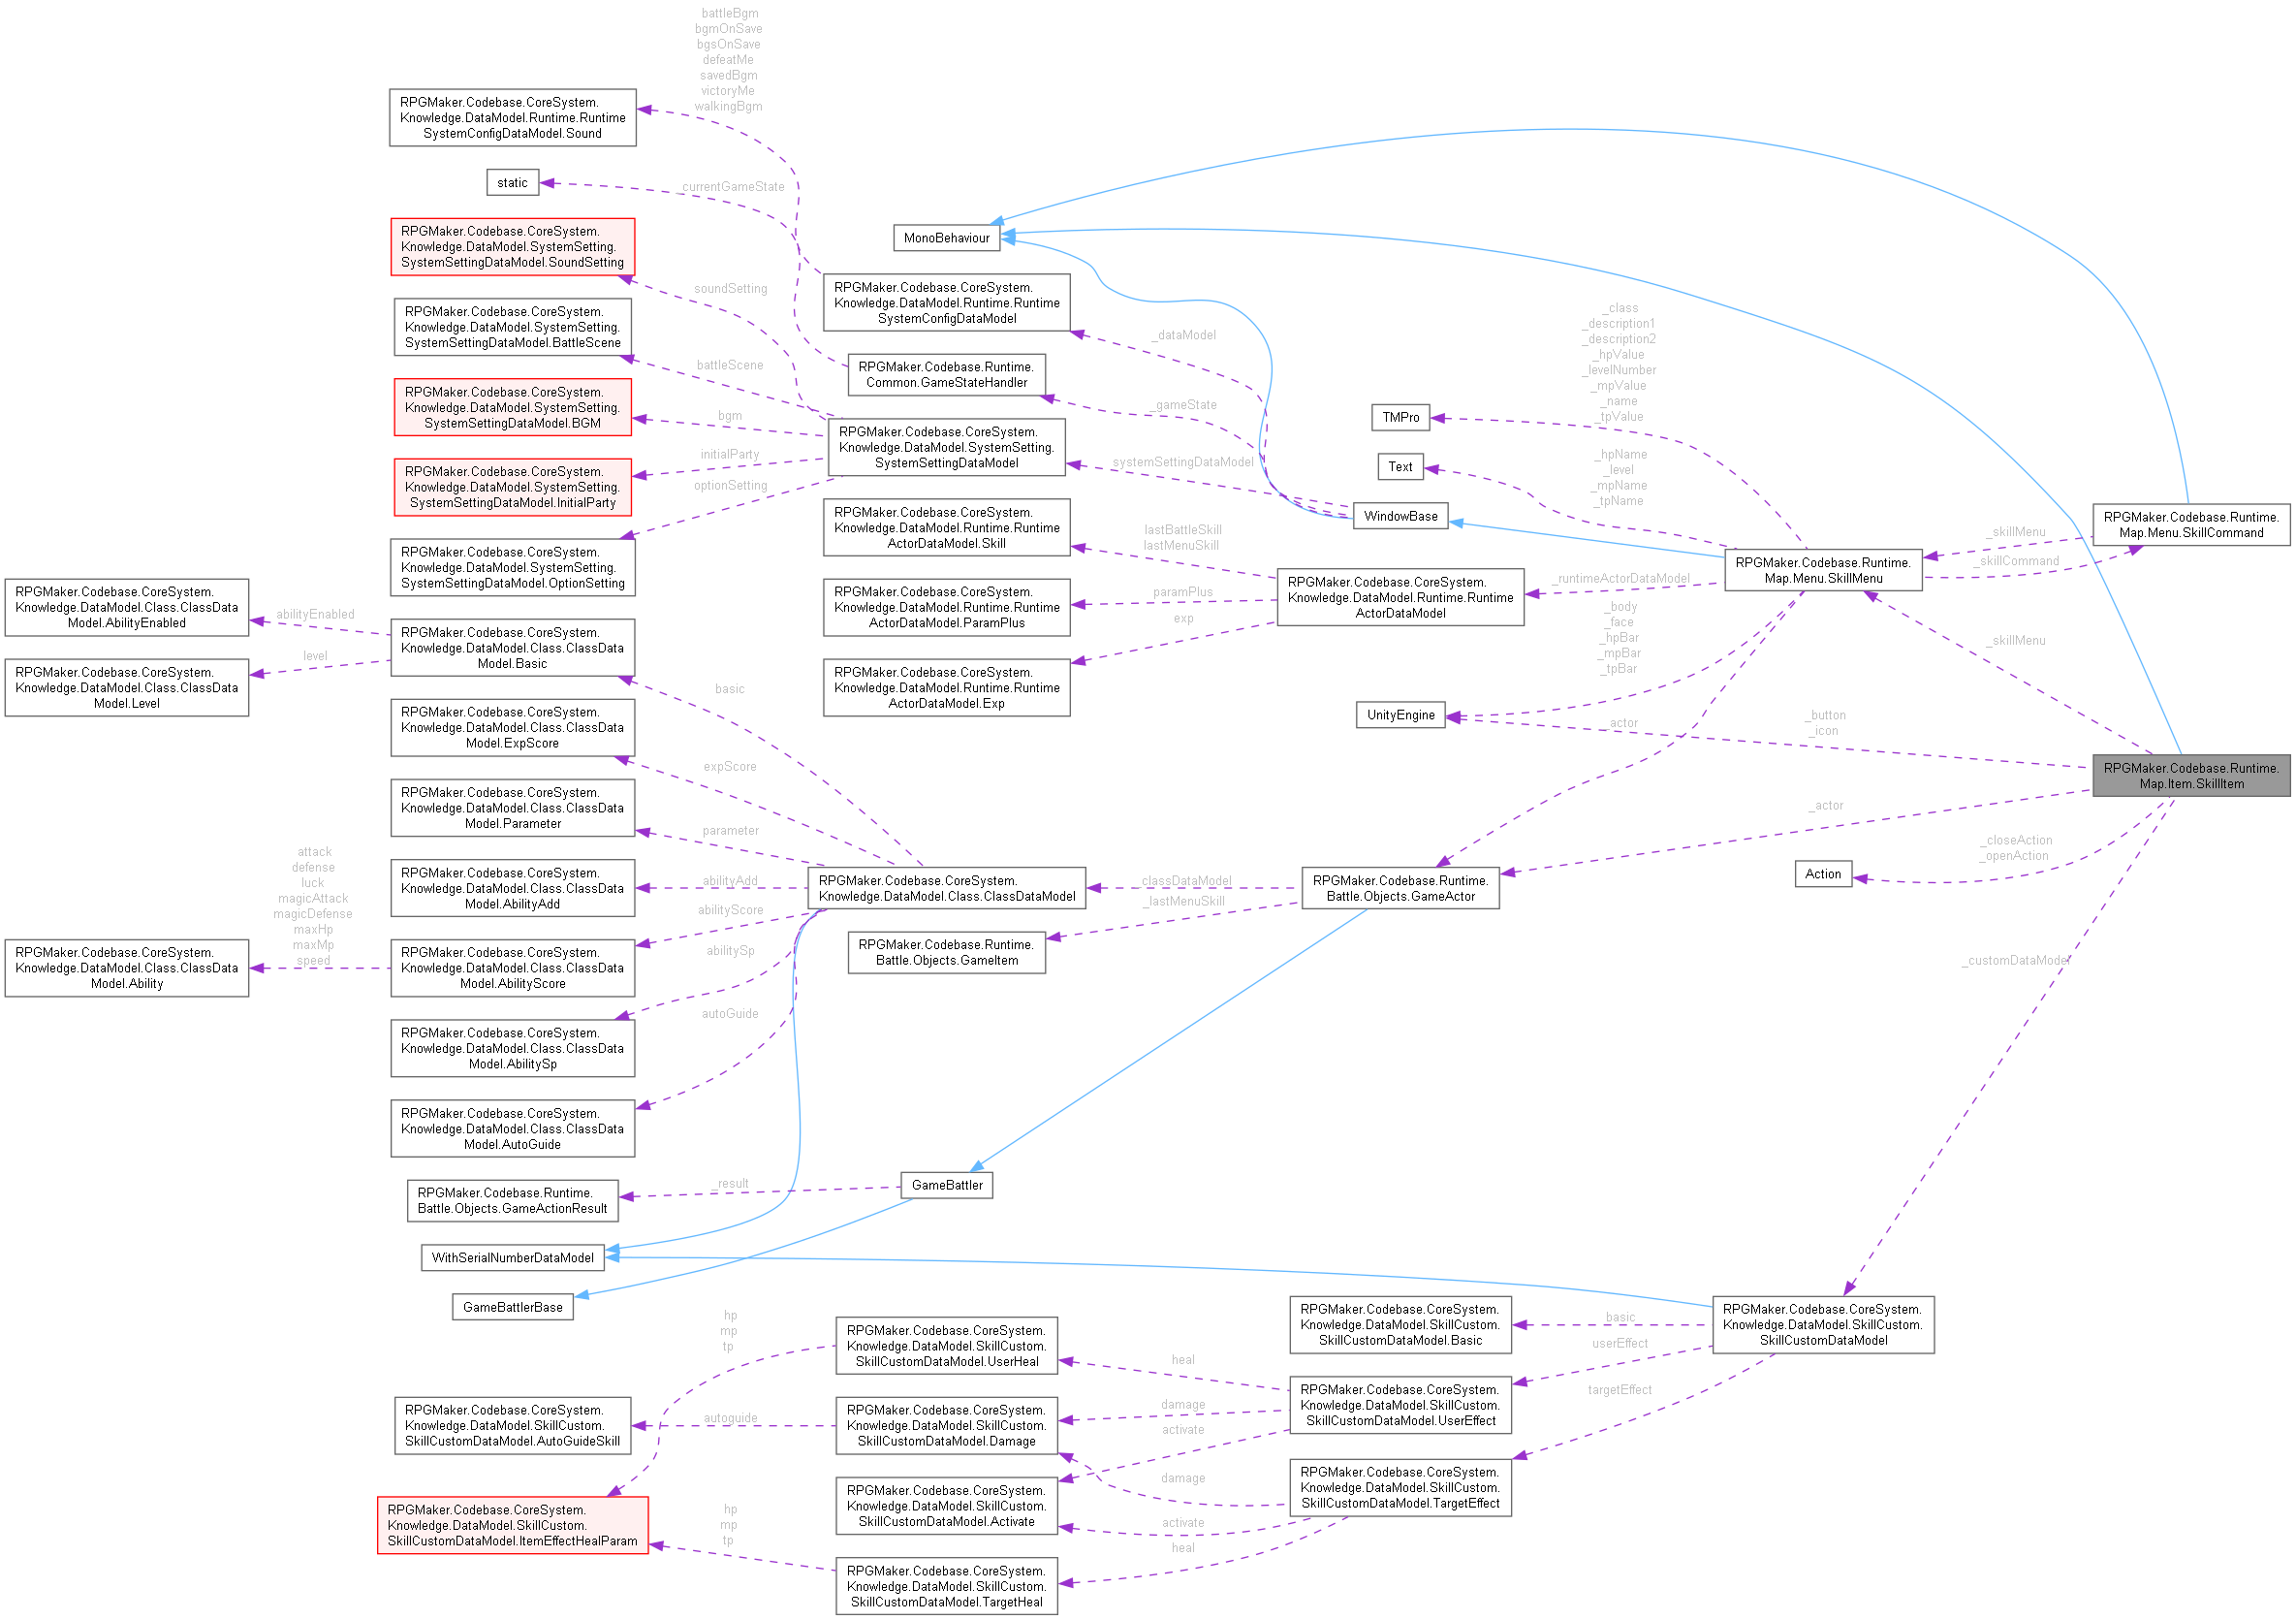 battleBgm
bgmOnSave
bgsOnSave
defeatMe
savedBgm
victoryMe
walkingBgm
RPGMaker.Codebase.CoreSystem.
Knowledge.DataModel.Runtime.Runtime
SystemConfigDataModel.Sound
static
currentGameState
RPGMaker.Codebase.CoreSystem.
Knowledge.DataModel.SystemSetting.
SystemSettingDataModel.SoundSetting
soundSetting
RPGMaker.Codebase.CoreSystem.
Knowledge.DataModel.SystemSetting.
SystemSettingDataModel.BattleScene
battleScene
RPGMaker.Codebase.CoreSystem.
Knowledge.DataModel.SystemSetting.
SystemSettingDataModel.BGM
bgm
RPGMaker.Codebase.CoreSystem.
Knowledge.DataModel.SystemSetting.
SystemSettingDataModel.InitialParty
initialParty
optionSetting
RPGMaker.Codebase.CoreSystem.
Knowledge.DataModel.SystemSetting.
SystemSettingDataModel.OptionSetting
MonoBehaviour
RPGMaker.Codebase.CoreSystem.
Knowledge.DataModel.Runtime.Runtime
SystemConfigDataModel
_dataModel
RPGMaker.Codebase.Runtime.
Common.GameStateHandler
_gameState
RPGMaker.Codebase.CoreSystem.
Knowledge.DataModel.SystemSetting.
SystemSettingDataModel
systemSettingDataModel
RPGMaker.Codebase.CoreSystem.
Knowledge.DataModel.Runtime.Runtime
ActorDataModel.Skill
lastBattleSkill
lastMenuSkill
RPGMaker.Codebase.CoreSystem.
Knowledge.DataModel.Runtime.Runtime
ActorDataModel.ParamPlus
paramPlus
exp
RPGMaker.Codebase.CoreSystem.
Knowledge.DataModel.Runtime.Runtime
ActorDataModel.Exp
TMPro
_class
_description1
_description2
_hpValue
_levelNumber
_mpValue
_name
_tpValue
Text
_hpName
_level
_mpName
_tpName
WindowBase
RPGMaker.Codebase.CoreSystem.
Knowledge.DataModel.Runtime.Runtime
ActorDataModel
_runtimeActorDataModel
_body
_face
_hpBar
_mpBar
_tpBar
UnityEngine
_actor
RPGMaker.Codebase.Runtime.
Map.Menu.SkillMenu
_skillMenu
_skillCommand
RPGMaker.Codebase.Runtime.
Map.Menu.SkillCommand
_skillMenu
_button
_icon
RPGMaker.Codebase.Runtime.
Map.Item.SkillItem
_actor
_closeAction
_openAction
Action
_customDataModel
RPGMaker.Codebase.CoreSystem.
Knowledge.DataModel.Class.ClassData
Model.AbilityEnabled
abilityEnabled
RPGMaker.Codebase.CoreSystem.
Knowledge.DataModel.Class.ClassData
Model.Level
level
RPGMaker.Codebase.CoreSystem.
Knowledge.DataModel.Class.ClassData
Model.Basic
basic
RPGMaker.Codebase.CoreSystem.
Knowledge.DataModel.Class.ClassData
Model.ExpScore
expScore
RPGMaker.Codebase.CoreSystem.
Knowledge.DataModel.Class.ClassData
Model.Parameter
parameter
RPGMaker.Codebase.CoreSystem.
Knowledge.DataModel.Class.ClassData
Model.AbilityAdd
abilityAdd
attack
defense
luck
magicAttack
magicDefense
maxHp
maxMp
speed
RPGMaker.Codebase.CoreSystem.
Knowledge.DataModel.Class.ClassData
Model.Ability
RPGMaker.Codebase.CoreSystem.
Knowledge.DataModel.Class.ClassData
Model.AbilityScore
abilityScore
RPGMaker.Codebase.CoreSystem.
Knowledge.DataModel.Class.ClassData
Model.AbilitySp
abilitySp
RPGMaker.Codebase.CoreSystem.
Knowledge.DataModel.Class.ClassData
Model.AutoGuide
autoGuide
RPGMaker.Codebase.CoreSystem.
Knowledge.DataModel.Class.ClassDataModel
classDataModel
_lastMenuSkill
RPGMaker.Codebase.Runtime.
Battle.Objects.GameActor
RPGMaker.Codebase.Runtime.
Battle.Objects.GameItem
RPGMaker.Codebase.Runtime.
Battle.Objects.GameActionResult
_result
GameBattler
WithSerialNumberDataModel
GameBattlerBase
RPGMaker.Codebase.CoreSystem.
Knowledge.DataModel.SkillCustom.
SkillCustomDataModel
basic
RPGMaker.Codebase.CoreSystem.
Knowledge.DataModel.SkillCustom.
SkillCustomDataModel.Basic
userEffect
RPGMaker.Codebase.CoreSystem.
Knowledge.DataModel.SkillCustom.
SkillCustomDataModel.UserEffect
targetEffect
RPGMaker.Codebase.CoreSystem.
Knowledge.DataModel.SkillCustom.
SkillCustomDataModel.TargetEffect
heal
damage
activate
damage
activate
heal
RPGMaker.Codebase.CoreSystem.
Knowledge.DataModel.SkillCustom.
SkillCustomDataModel.UserHeal
RPGMaker.Codebase.CoreSystem.
Knowledge.DataModel.SkillCustom.
SkillCustomDataModel.Damage
RPGMaker.Codebase.CoreSystem.
Knowledge.DataModel.SkillCustom.
SkillCustomDataModel.Activate
RPGMaker.Codebase.CoreSystem.
Knowledge.DataModel.SkillCustom.
SkillCustomDataModel.TargetHeal
hp
mp
tp
autoguide
hp
mp
tp
RPGMaker.Codebase.CoreSystem.
Knowledge.DataModel.SkillCustom.
SkillCustomDataModel.AutoGuideSkill
RPGMaker.Codebase.CoreSystem.
Knowledge.DataModel.SkillCustom.
SkillCustomDataModel.ItemEffectHealParam